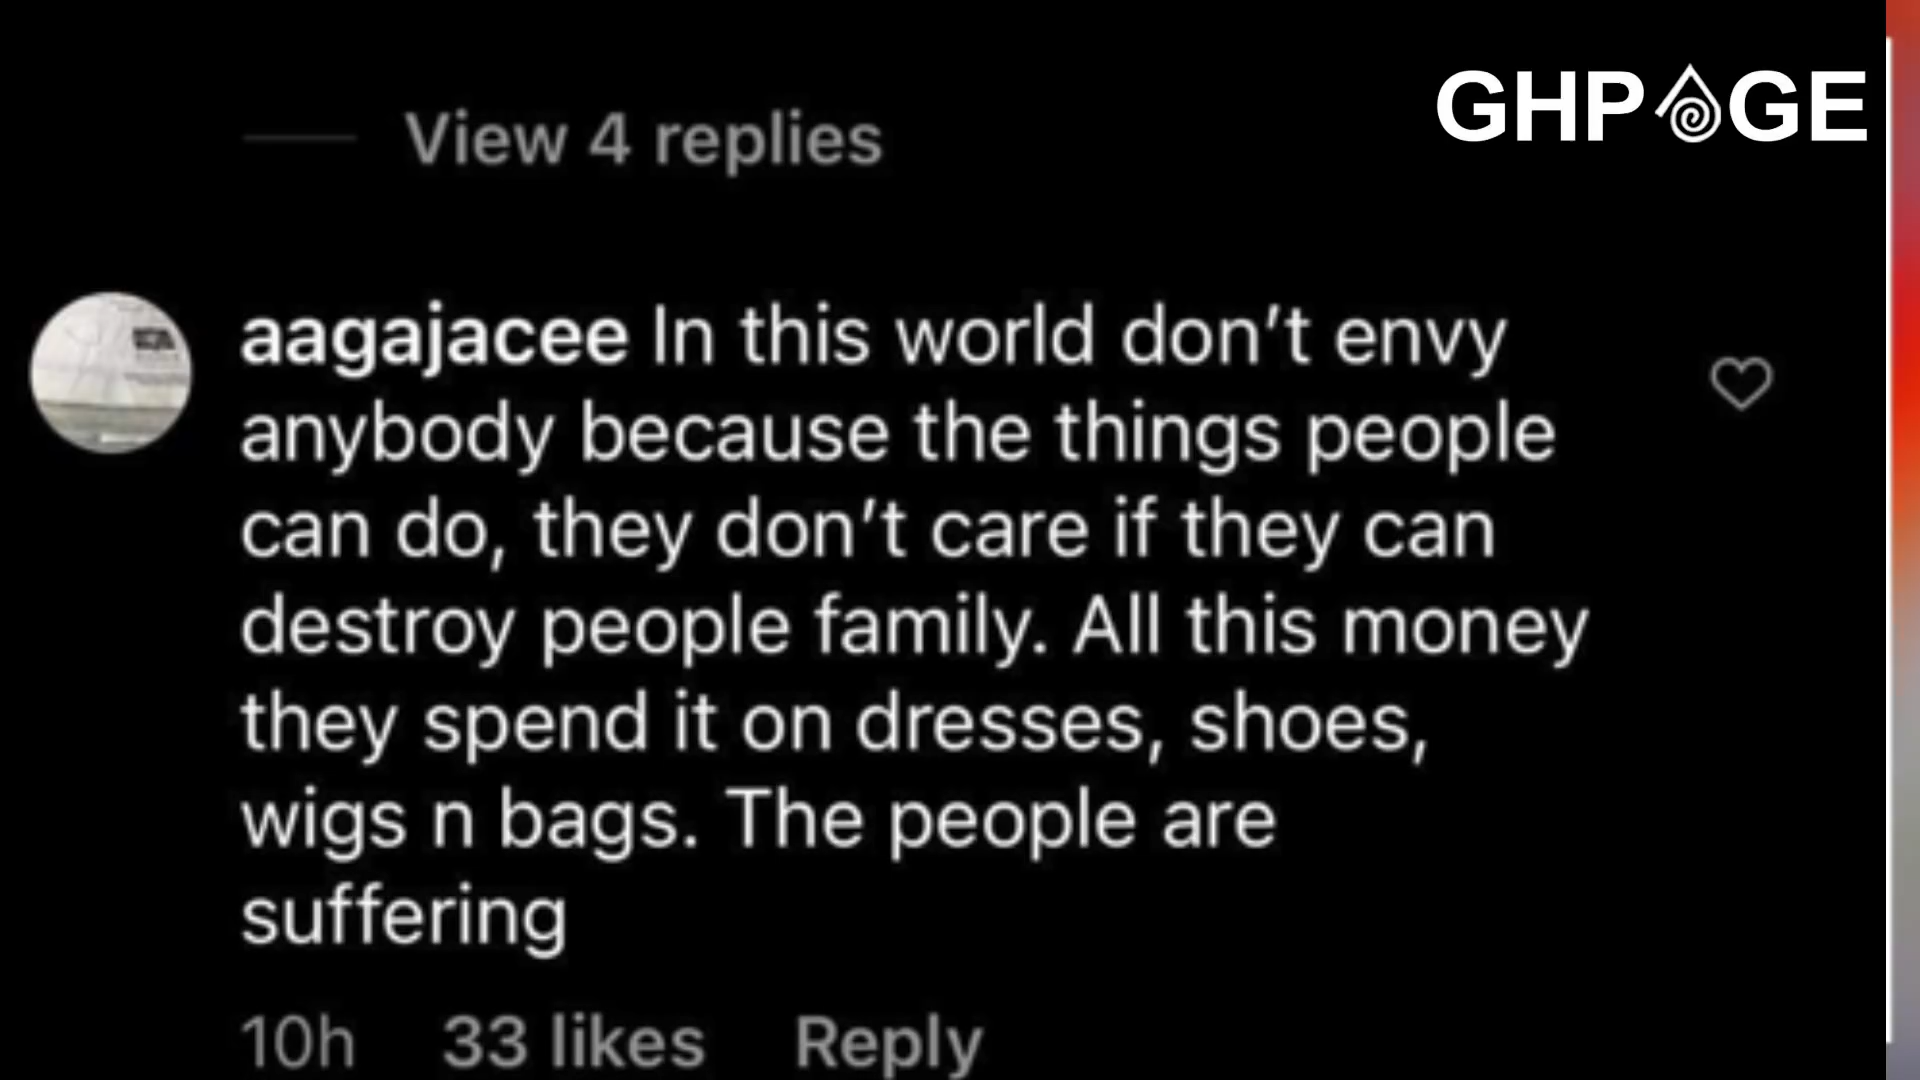 GHPAGE
View 4 replies
aagajacee In this world don't envy
anybody because the things people
can do, they don't care if they can
destroy people family. All this money
they spend it on dresses, shoes,
wigs n bags. The people are
suffering
10h 33 likes Reply